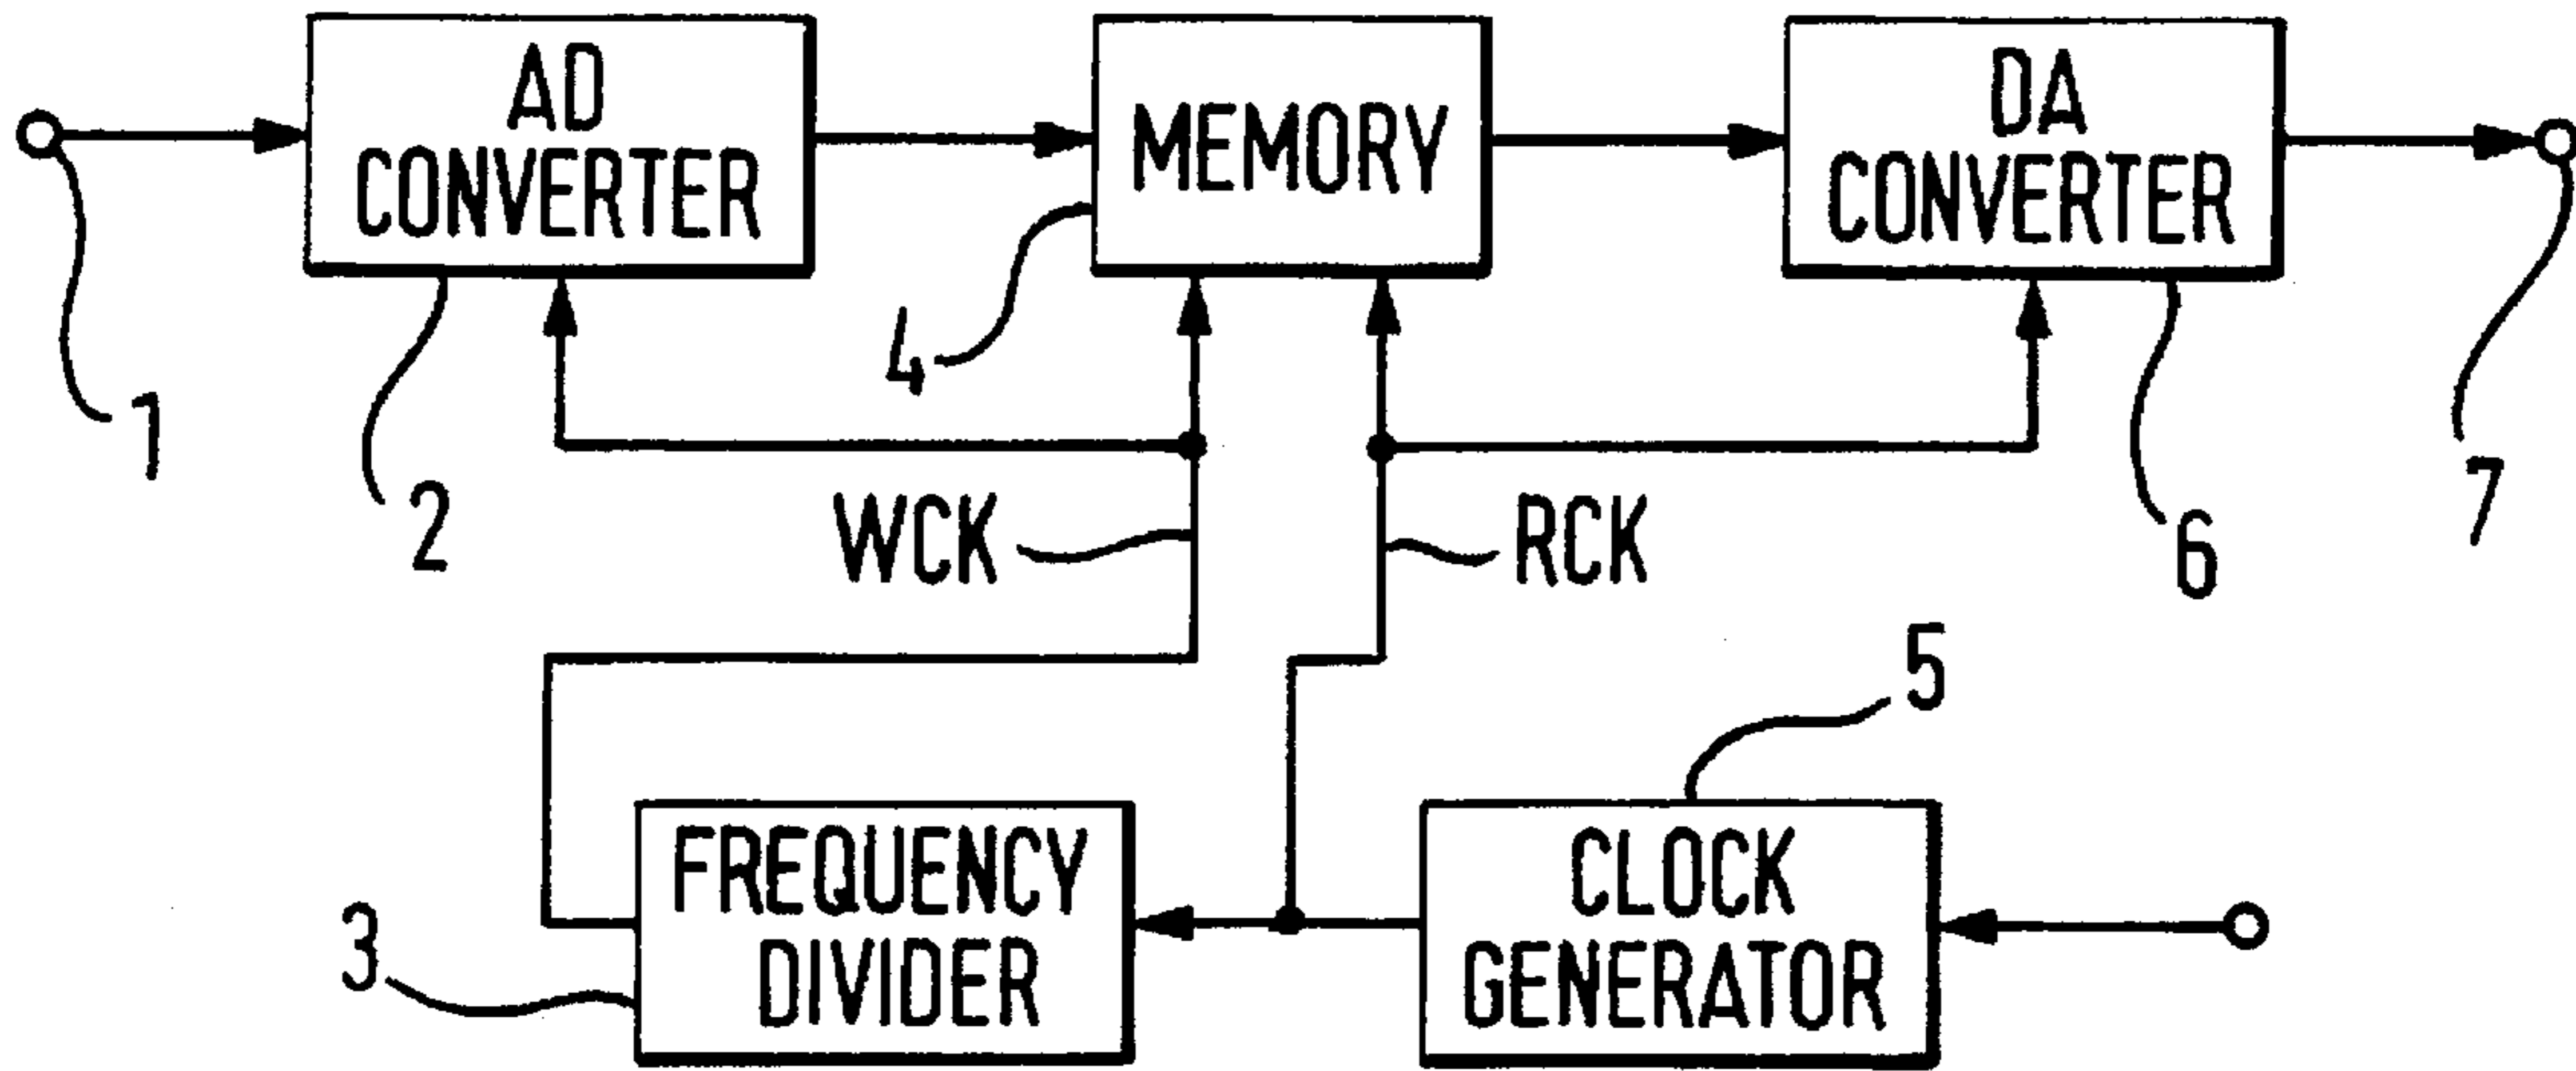 AD
CONVERTER
MEMORY
DA
CONVERTER
1
2
4
6
7
WCK
RCK
5
3
FREQUENCY
DIVIDER
CLOCK
GENERATOR